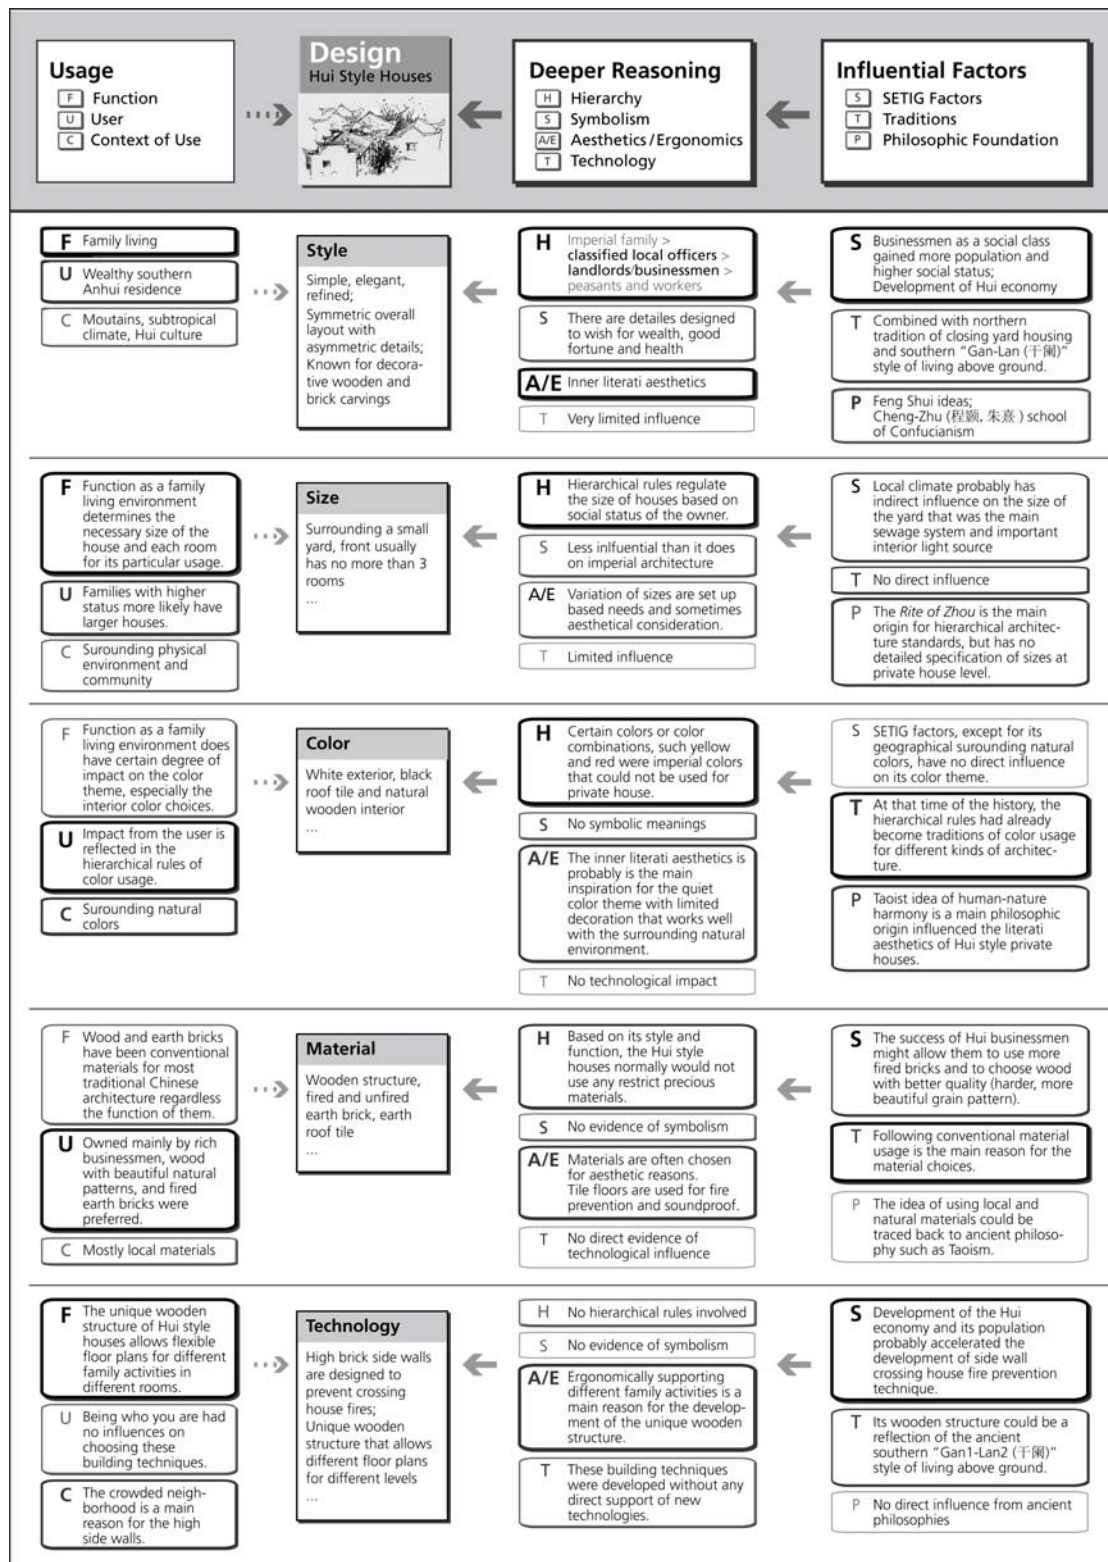 Usage
F Function
U User
C Context of Use
Design
Hui Style Houses
Deeper Reasoning
H Hierarchy
S Symbolism
A/E Aesthetics/Ergonomics
T Technology
Influential Factors
S SETIG Factors
T Traditions
P Philosophic Foundation
F Family living
U Wealthy southern
Anhui residence
C Moutains, subtropical
climate, Hui culture
Style
Simple, elegant,
refined;
Symmetric overall
layout with
asymmetric details;
Known for decora-
tive wooden and
brick carvings
H Imperial family >
classified local officers >
landlords/businessmen >
peasants and workers
S There are detailes designed
to wish for wealth, good
fortune and health
A/E Inner literati aesthetics
T Very limited influence
S Businessmen as a social class
gained more population and
higher social status;
Development of Hui economy
T Combined with northern
tradition of closing yard housing
and southern “Gan-Lan (干阑)”
style of living above ground.
P Feng Shui ideas;
Cheng-Zhu (程颢, 朱熹 ) school
of Confucianism
F Function as a family
living environment
determines the
necessary size of the
house and each room
for its particular usage.
U Families with higher
status more likely have
larger houses.
C Surounding physical
environment and
community
Size
Surrounding a small
yard, front usually
has no more than 3
rooms
...
H Hierarchical rules regulate
the size of houses based on
social status of the owner.
S Less inlfuential than it does
on imperial architecture
A/E Variation of sizes are set up
based needs and sometimes
aesthetical consideration.
T Limited influence
S Local climate probably has
indirect influence on the size of
the yard that was the main
sewage system and important
interior light source
T No direct influence
P The Rite of Zhou is the main
origin for hierarchical architec-
ture standards, but has no
detailed specification of sizes at
private house level.
F Function as a family
living environment does
have certain degree of
impact on the color
theme, especially the
interior color choices.
U Impact from the user is
reflected in the
hierarchical rules of
color usage.
C Surounding natural
colors
Color
White exterior, black
roof tile and natural
wooden interior
...
H Certain colors or color
combinations, such yellow
and red were imperial colors
that could not be used for
private house.
S No symbolic meanings
A/E The inner literati aesthetics is
probably is the main
inspiration for the quiet
color theme with limited
decoration that works well
with the surrounding natural
environment.
T No technological impact
S SETIG factors, except for its
geographical surounding natural
colors, have no direct influence
on its color theme.
T At that time of the history, the
hierarchical rules had already
become traditions of color usage
for different kinds of architec-
ture.
P Taoist idea of human-nature
harmony is a main philosophic
origin influenced the literati
aesthetics of Hui style private
houses.
F Wood and earth bricks
have been conventional
materials for most
traditional Chinese
architecture regardless
the function of them.
U Owned mainly by rich
businessmen, wood
with beautiful natural
patterns, and fired
earth bricks were
preferred.
C Mostly local materials
Material
Wooden structure,
fired and unfired
earth brick, earth
roof tile
...
H Based on its style and
function, the Hui style
houses normally would not
use any restrict precious
materials.
S No evidence of symbolism
A/E Materials are often chosen
for aesthetic reasons.
Tile floors are used for fire
prevention and soundproof.
T No direct evidence of
technological influence
S The success of Hui businessmen
might allow them to use more
fired bricks and to choose wood
with better quality (harder, more
beautiful grain pattern).
T Following conventional material
usage is the main reason for the
material choices.
P The idea of using local and
natural materials could be
traced back to ancient philoso-
phy such as Taoism.
F The unique wooden
structure of Hui style
houses allows flexible
floor plans for different
family activities in
different rooms.
U Being who you are had
no influences on
choosing these
building techniques.
C The crowded neigh-
borhood is a main
reason for the high
side walls.
Technology
High brick side walls
are designed to
prevent crossing
house fires;
Unique wooden
structure that allows
different floor plans
for different levels
...
H No hierarchical rules involved
S No evidence of symbolism
A/E Ergonomically supporting
different family activities is a
main reason for the develop-
ment of the unique wooden
structure.
T These building techniques
were developed without any
direct support of new
technologies.
S Development of the Hui
economy and its population
probably accelerated the
development of side wall
crossing house fire prevention
technique.
T Its wooden structure could be a
reflection of the ancient
southern “Gan1-Lan2 (干阑)”
style of living above ground.
P No direct influence from ancient
philosophies